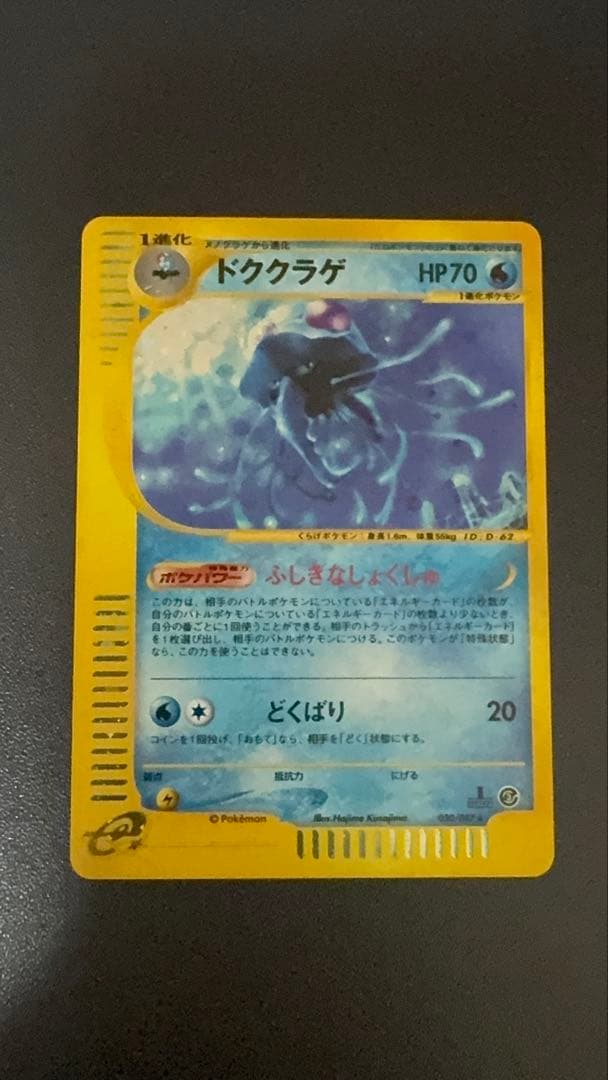 1進化
メノクラゲから進化
ドククラゲ
HP70
1進化ポケモン
くらげポケモン:身長1.6m、体重55kg ID:D-62
ポケパワー
ふしぎなしょくしゅ
この力は、相手のバトルポケモンについている「エネルギーカード」の枚数が、
自分のバトルポケモンについている「エネルギーカード」の枚数より少ないとき、
自分の番ごとに1回使うことができる。相手のトラッシュから「エネルギーカード」
を1枚選び出し、相手のバトルポケモンにつける。このポケモンが「特殊状態」
なら、この力を使うことはできない。
どくばり
20
コインを1回投げ、「おもて」なら、相手を「どく」状態にする。
弱点
抵抗力
にげる
© Pokémon
Illus. Hajime Kusajima